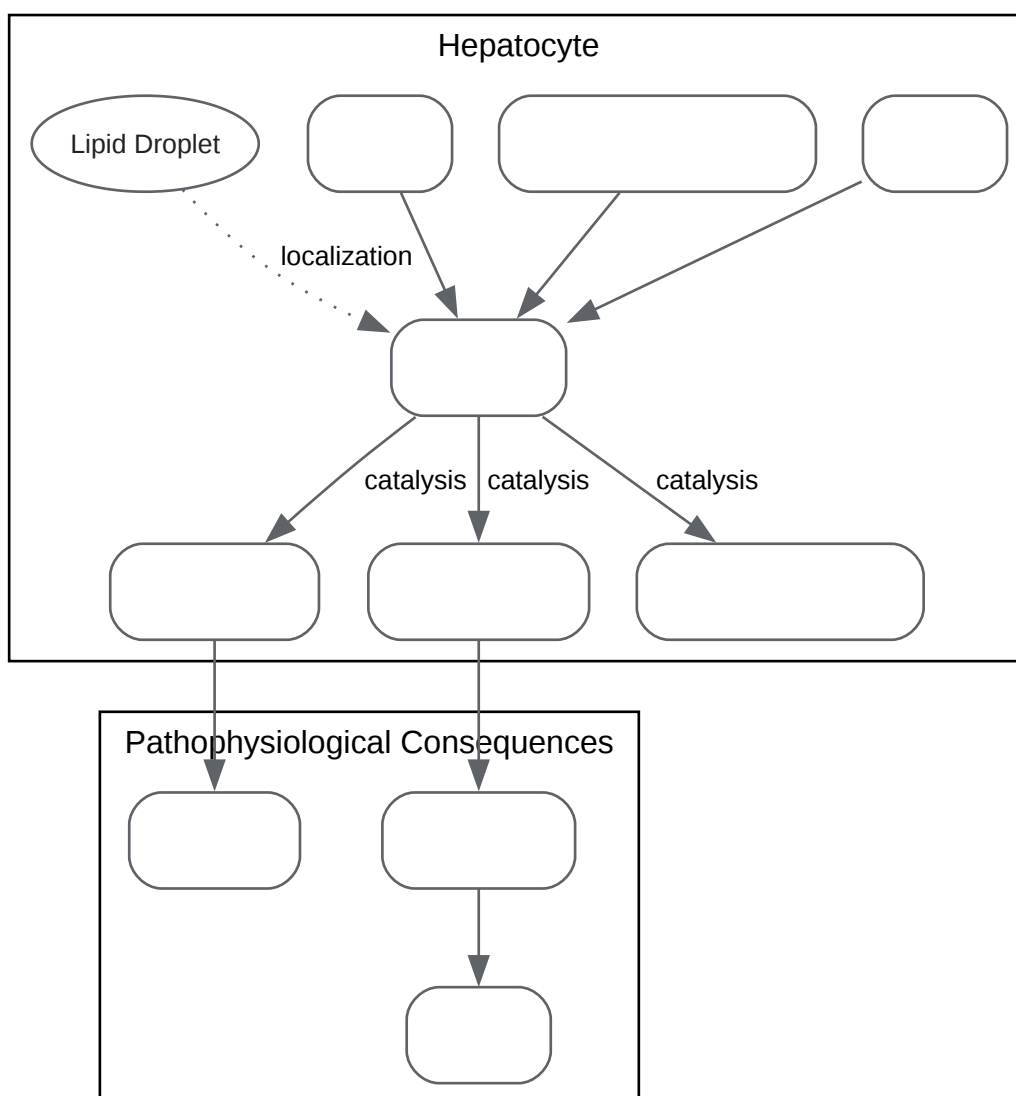 Hepatocyte
Lipid Droplet
localization
catalysis
catalysis
catalysis
Pathophysiological Consequences